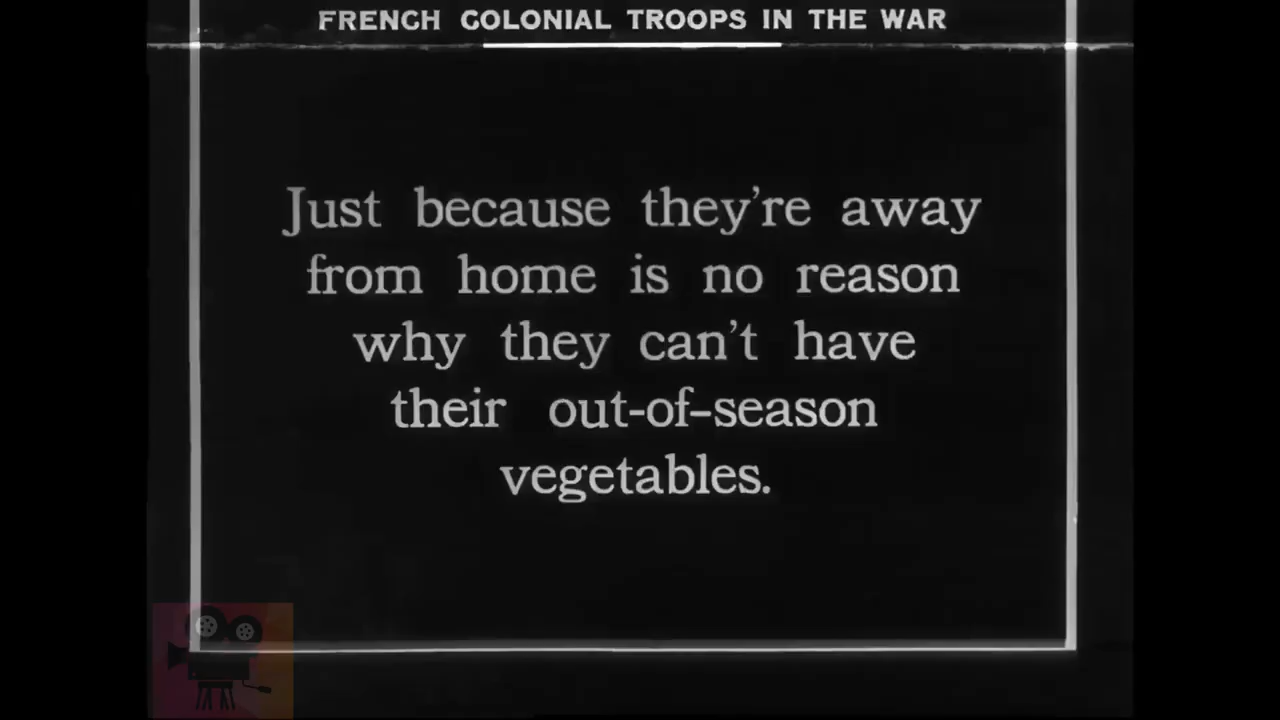 FRENCH COLONIAL TROOPS IN THE WAR
Just because they're away
from home is no reason
why they can't have
their out-of-season
vegetables.